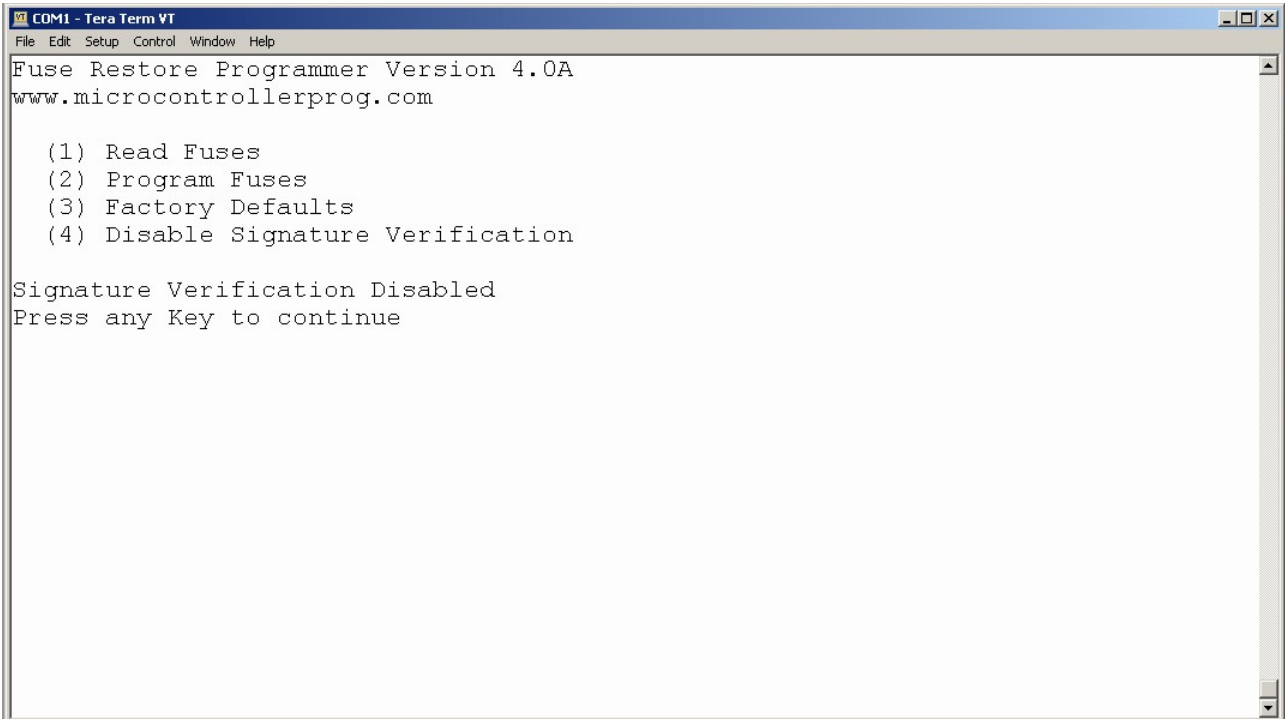 COM1 - Tera Term VT
File Edit Setup Control Window Help
Fuse Restore Programmer Version 4.0A
www.microcontrollerprog.com
(1) Read Fuses
(2) Program Fuses
(3) Factory Defaults
(4) Disable Signature Verification
Signature Verification Disabled
Press any Key to continue